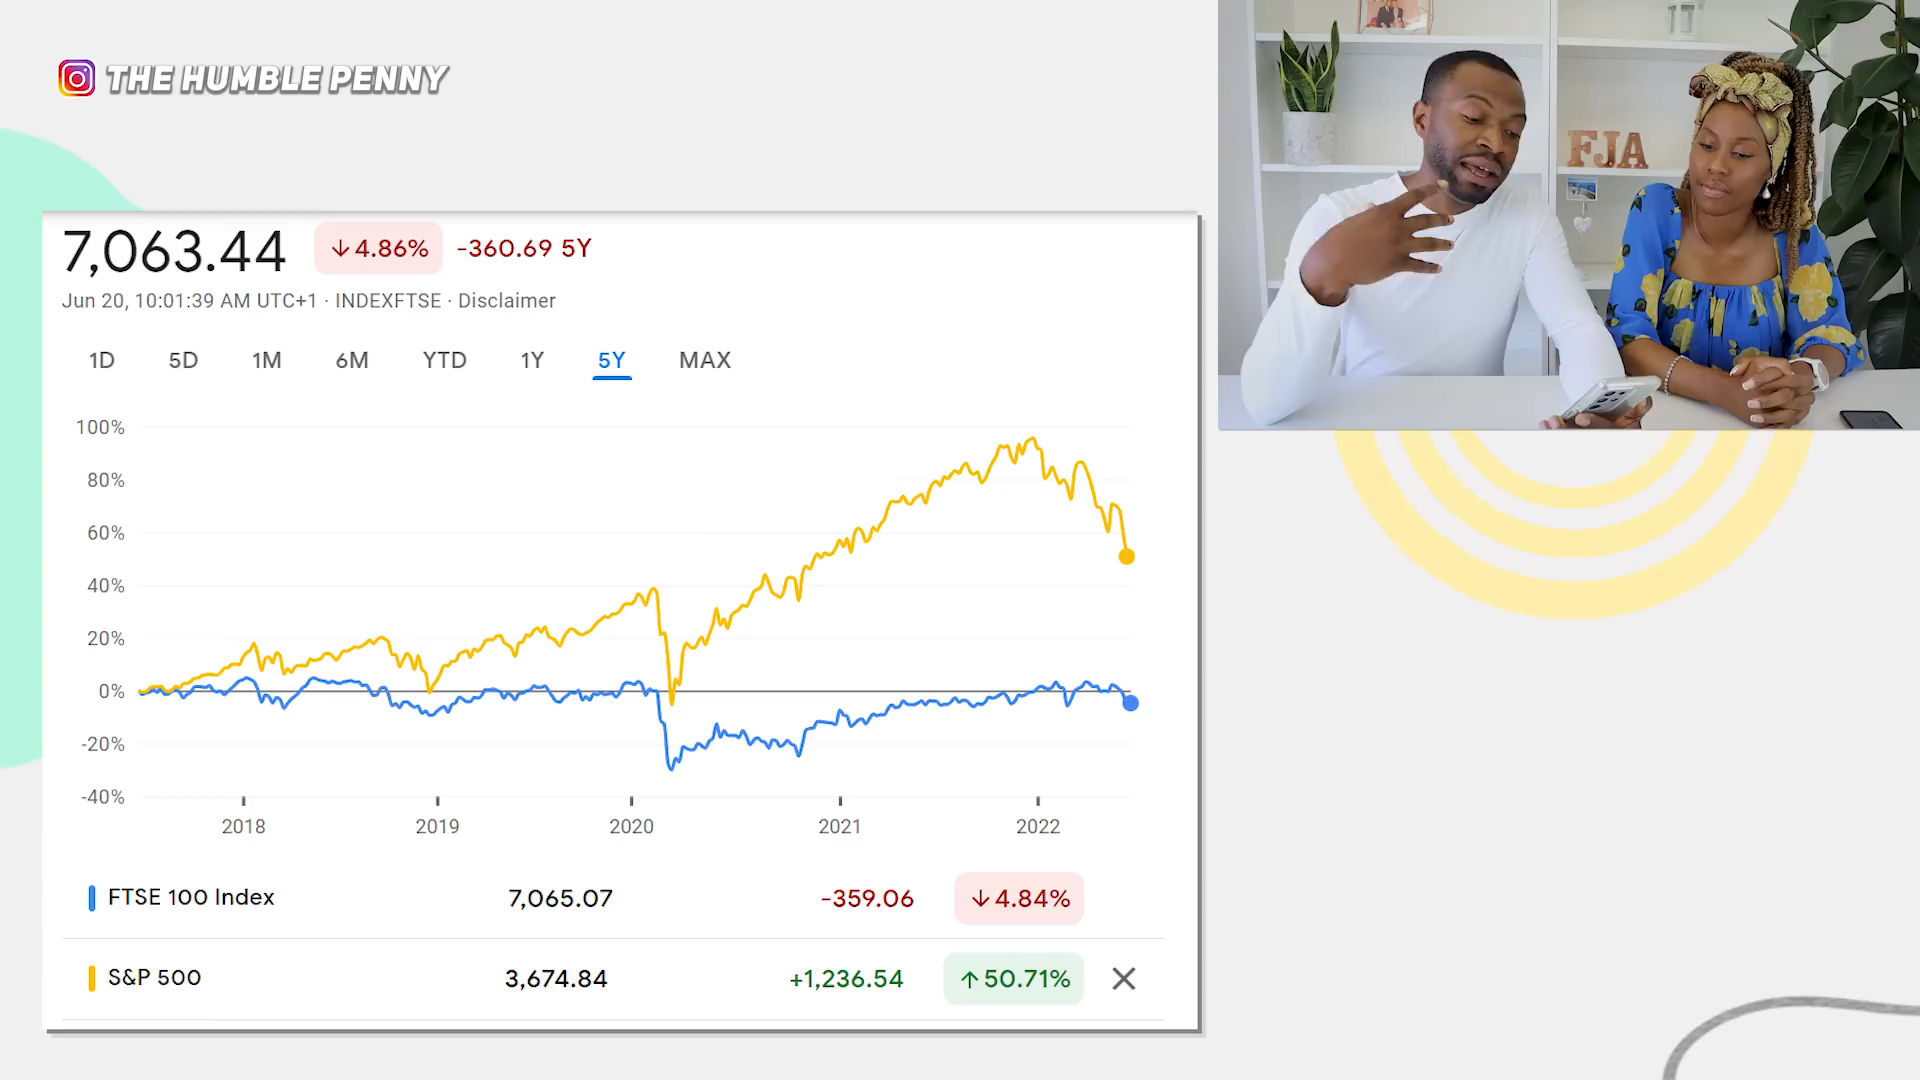 THE HUMBLE PENNY
FJA
7,063.44 ↓4.86% -360.69 5Y
Jun 20, 10:01:39 AM UTC+1 · INDEXFTSE · Disclaimer
1D 5D 1M 6M YTD 1Y 5Y MAX
100%
80%
60%
40%
20%
0%
-20%
-40%
2018 2019 2020 2021 2022
FTSE 100 Index 7,065.07 -359.06 ↓4.84%
S&P 500 3,674.84 +1,236.54 ↑50.71%